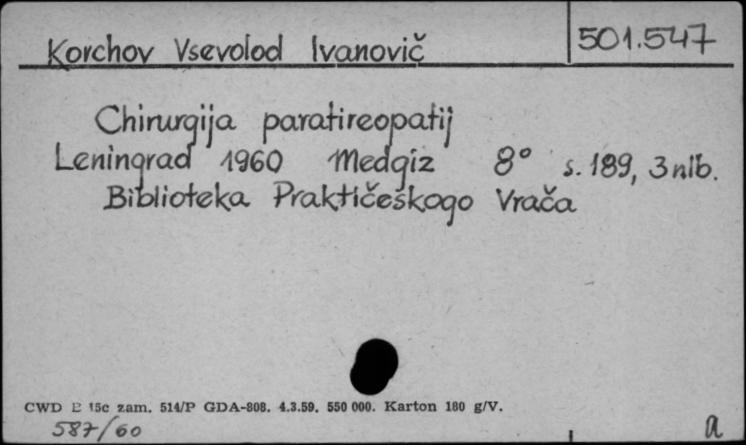 Korchov Vsevolod Ivanovič
501.547
Chirurgija paratireopatij
Leningrad 1960 Medgiz 8° s. 189, 3 nlb.
Biblioteka Praktičeskogo Vrača
CWD E 15c zam. 514/P GDA-808. 4.3.59. 550 000. Karton 180 g/V.
587/60
a